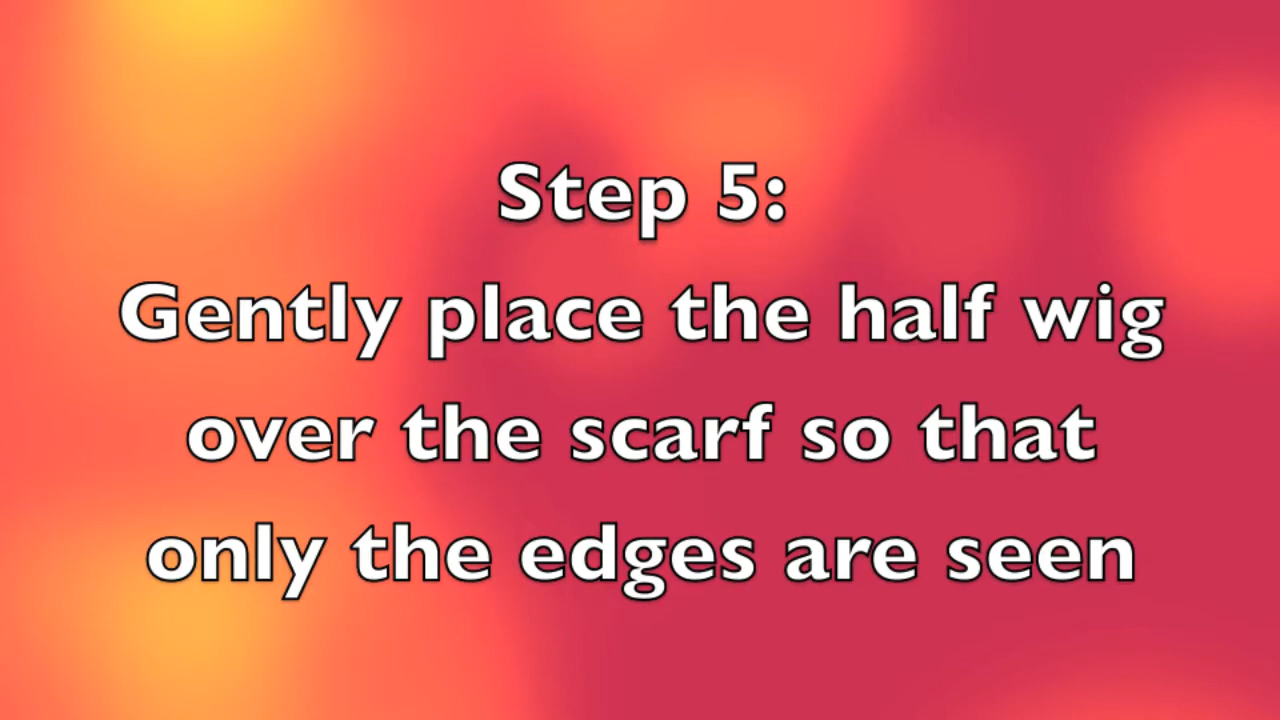 Step 5:
Gently place the half wig
over the scarf so that
only the edges are seen